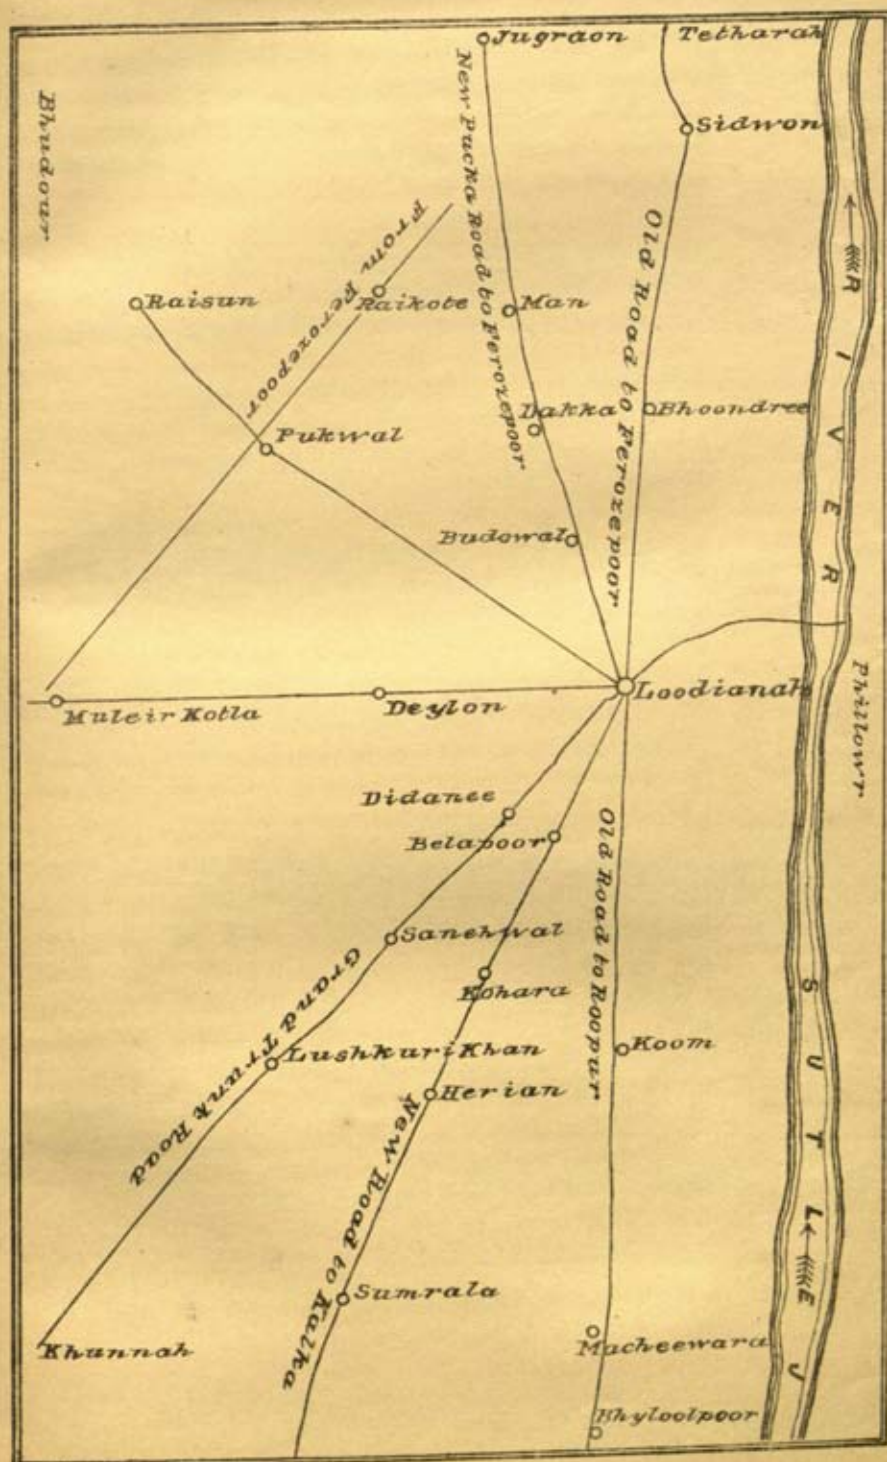 Jugraon
Tetharah
Bhudour
New Pucka Road to Ferozepoor
Sidwon
From Ferozepoor
Old Road to Ferozepoor
Raisun
Raikote
Man
Dakka
Bhoondree
Pukwal
Budowal
RIVER
Loodianah
Phillowr
Muleir Kotla
Deylon
Didanee
Belapoor
Old Road to Roopur
Sanehwal
Grand Trunk Road
Kohara
Lushkuri Khan
Koom
Herian
New Road to Kalka
SUTLEJ
Sumrala
Khunnah
Macheewara
Bhyloolpoor